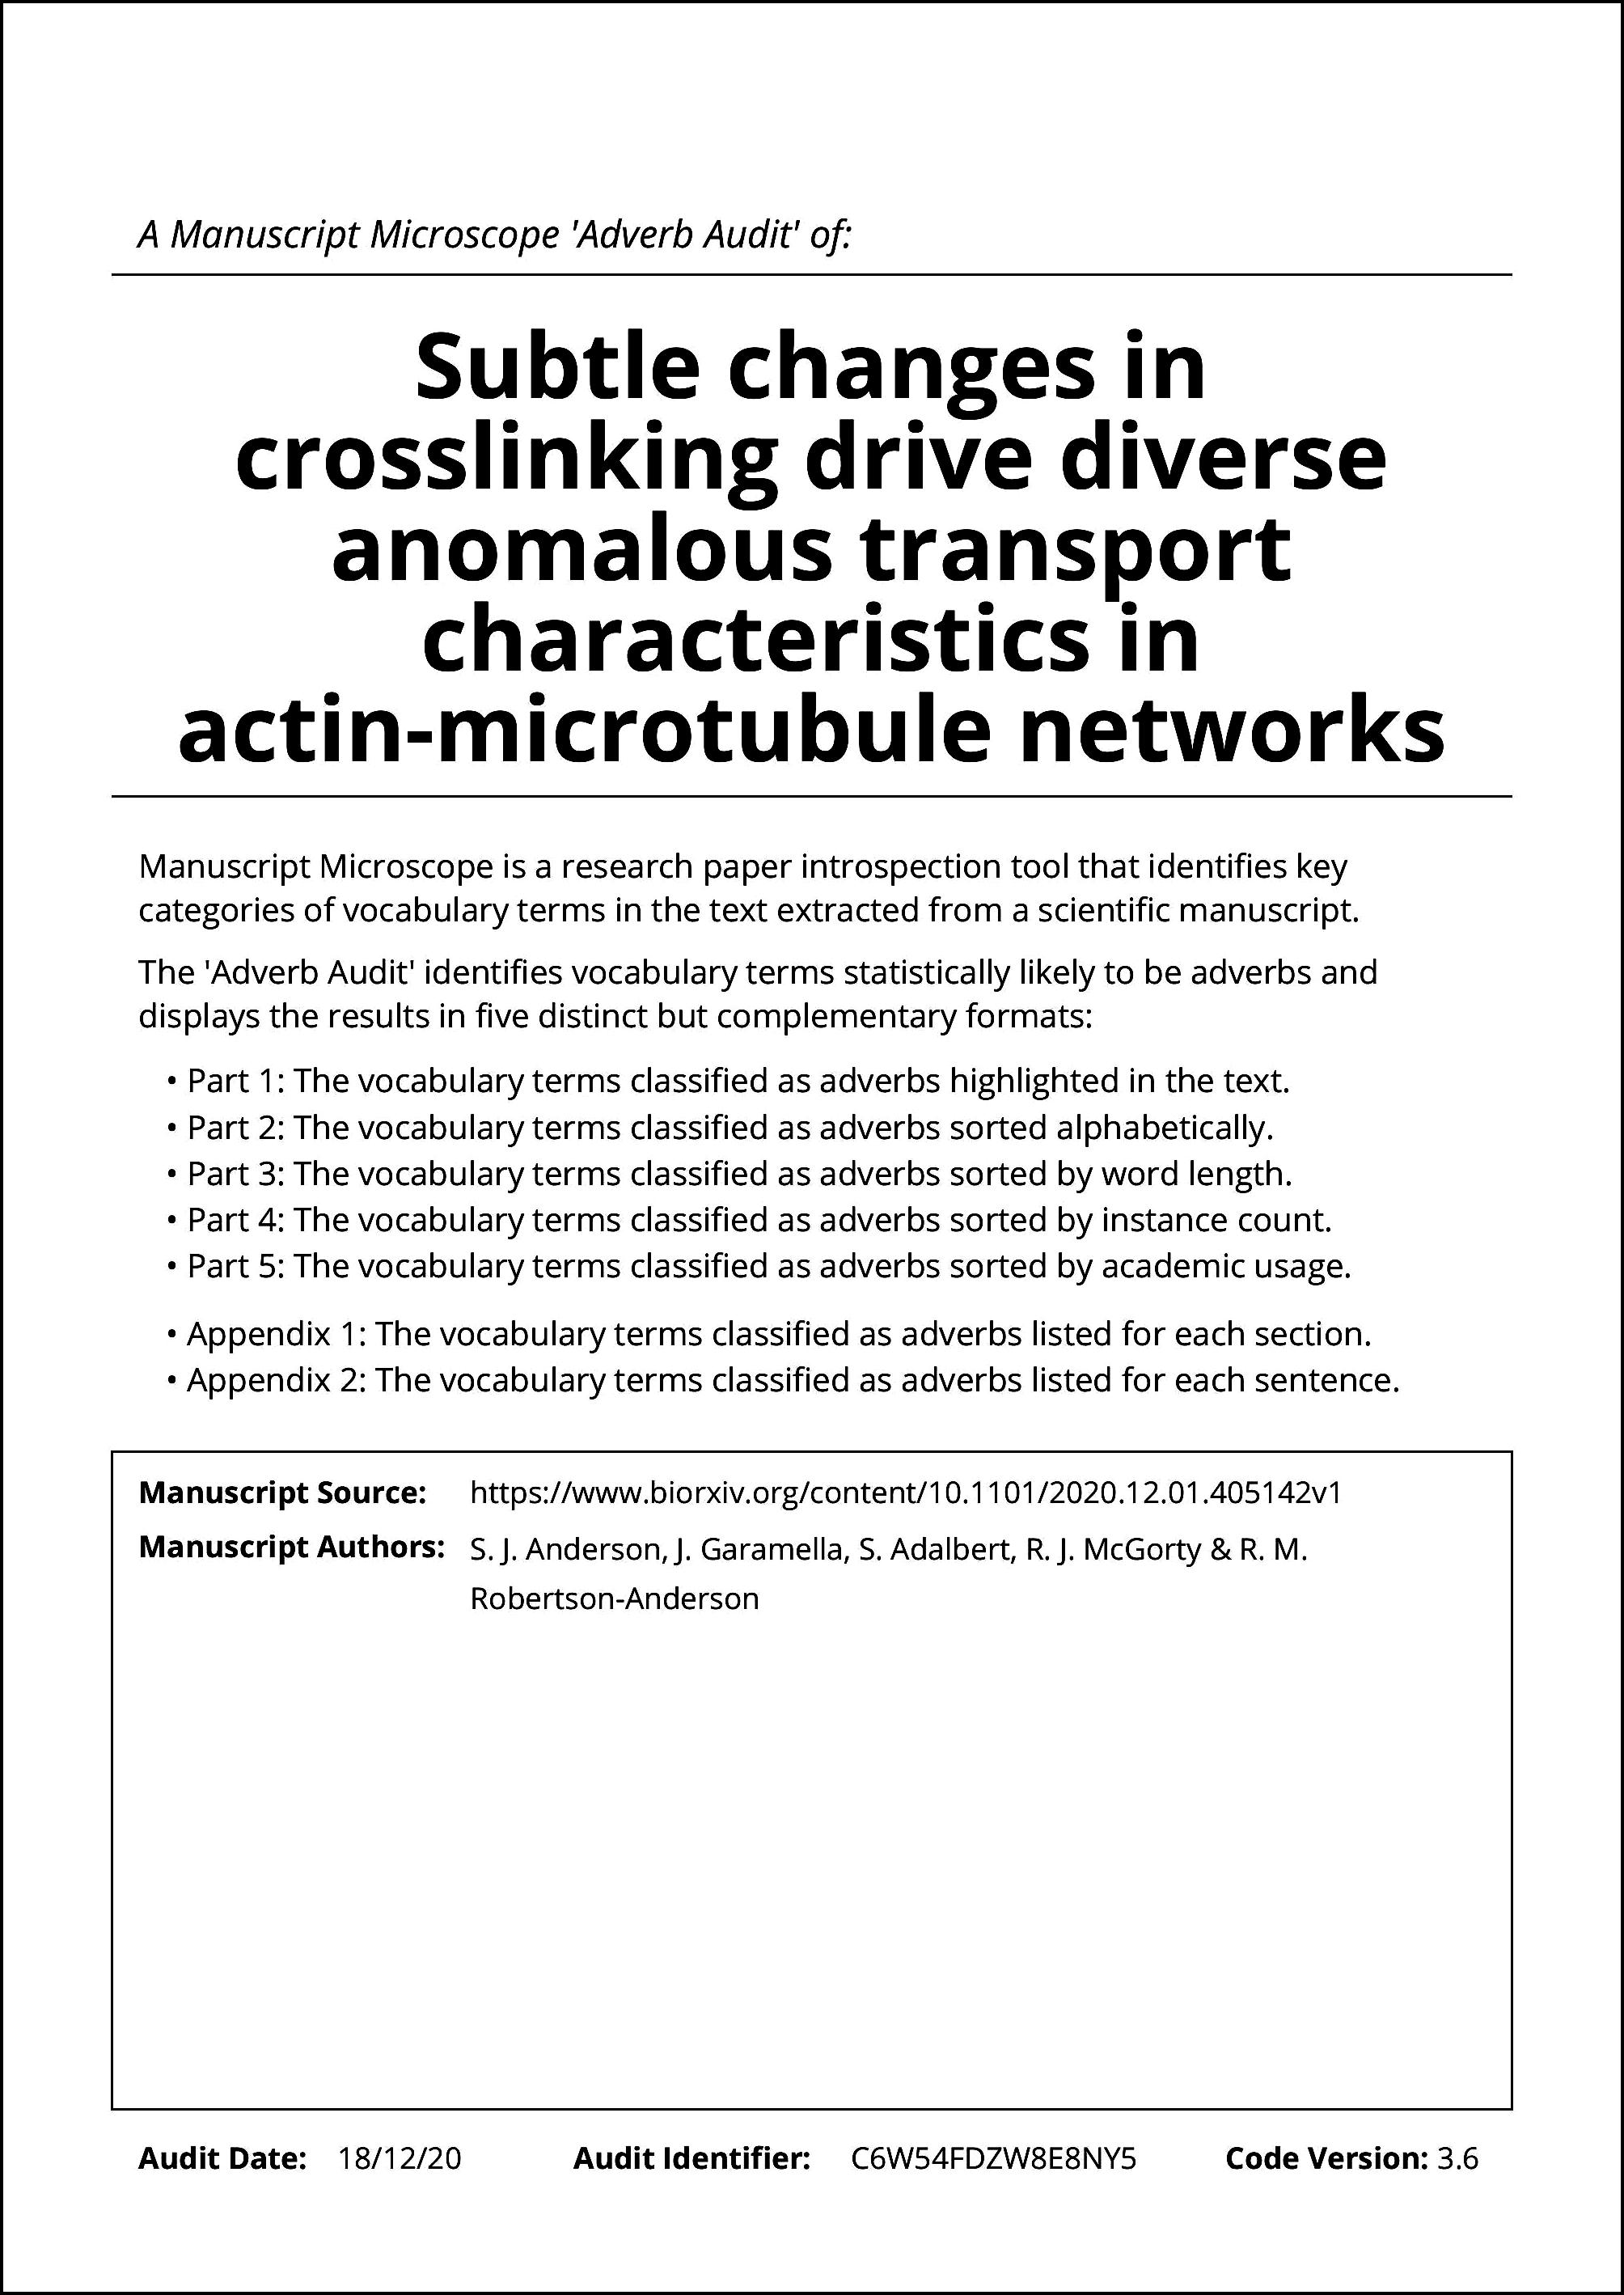 A Manuscript Microscope 'Adverb Audit' of:
Subtle changes in
crosslinking drive diverse
anomalous transport
characteristics in
actin-microtubule networks
Manuscript Microscope is a research paper introspection tool that identifies key
categories of vocabulary terms in the text extracted from a scientific manuscript.
The 'Adverb Audit' identifies vocabulary terms statistically likely to be adverbs and
displays the results in five distinct but complementary formats:
• Part 1: The vocabulary terms classified as adverbs highlighted in the text.
• Part 2: The vocabulary terms classified as adverbs sorted alphabetically.
• Part 3: The vocabulary terms classified as adverbs sorted by word length.
• Part 4: The vocabulary terms classified as adverbs sorted by instance count.
• Part 5: The vocabulary terms classified as adverbs sorted by academic usage.
• Appendix 1: The vocabulary terms classified as adverbs listed for each section.
• Appendix 2: The vocabulary terms classified as adverbs listed for each sentence.
Manuscript Source: https://www.biorxiv.org/content/10.1101/2020.12.01.405142v1
Manuscript Authors: S. J. Anderson, J. Garamella, S. Adalbert, R. J. McGorty & R. M.
Robertson-Anderson
Audit Date: 18/12/20 Audit Identifier: C6W54FDZW8E8NY5 Code Version: 3.6